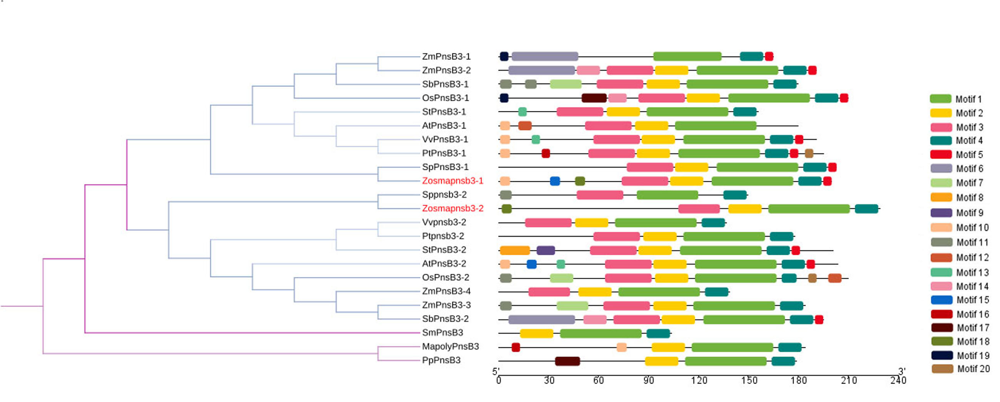 ZmPnsB3-1
ZmPnsB3-2
SbPnsB3-1
OsPnsB3-1
StPnsB3-1
AtPnsB3-1
VvPnsB3-1
PtPnsB3-1
SpPnsB3-1
Zosmapnsb3-1
Sppnsb3-2
Zosmapnsb3-2
Vvpnsb3-2
Ptpnsb3-2
StPnsB3-2
AtPnsB3-2
OsPnsB3-2
ZmPnsB3-4
ZmPnsB3-3
SbPnsB3-2
SmPnsB3
MapolyPnsB3
PpPnsB3
5' 3'
0 30 60 90 120 150 180 210 240
Motif 1
Motif 2
Motif 3
Motif 4
Motif 5
Motif 6
Motif 7
Motif 8
Motif 9
Motif 10
Motif 11
Motif 12
Motif 13
Motif 14
Motif 15
Motif 16
Motif 17
Motif 18
Motif 19
Motif 20